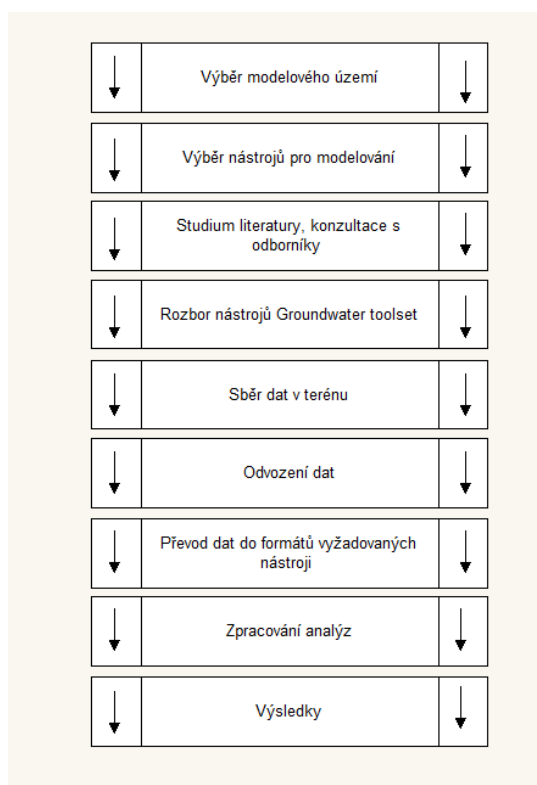 Výběr modelového území
Výběr nástrojů pro modelování
Studium literatury, konzultace s
odborníky
Rozbor nástrojů Groundwater toolset
Sběr dat v terénu
Odvození dat
Převod dat do formátů vyžadovaných
nástroji
Zpracování analýz
Výsledky